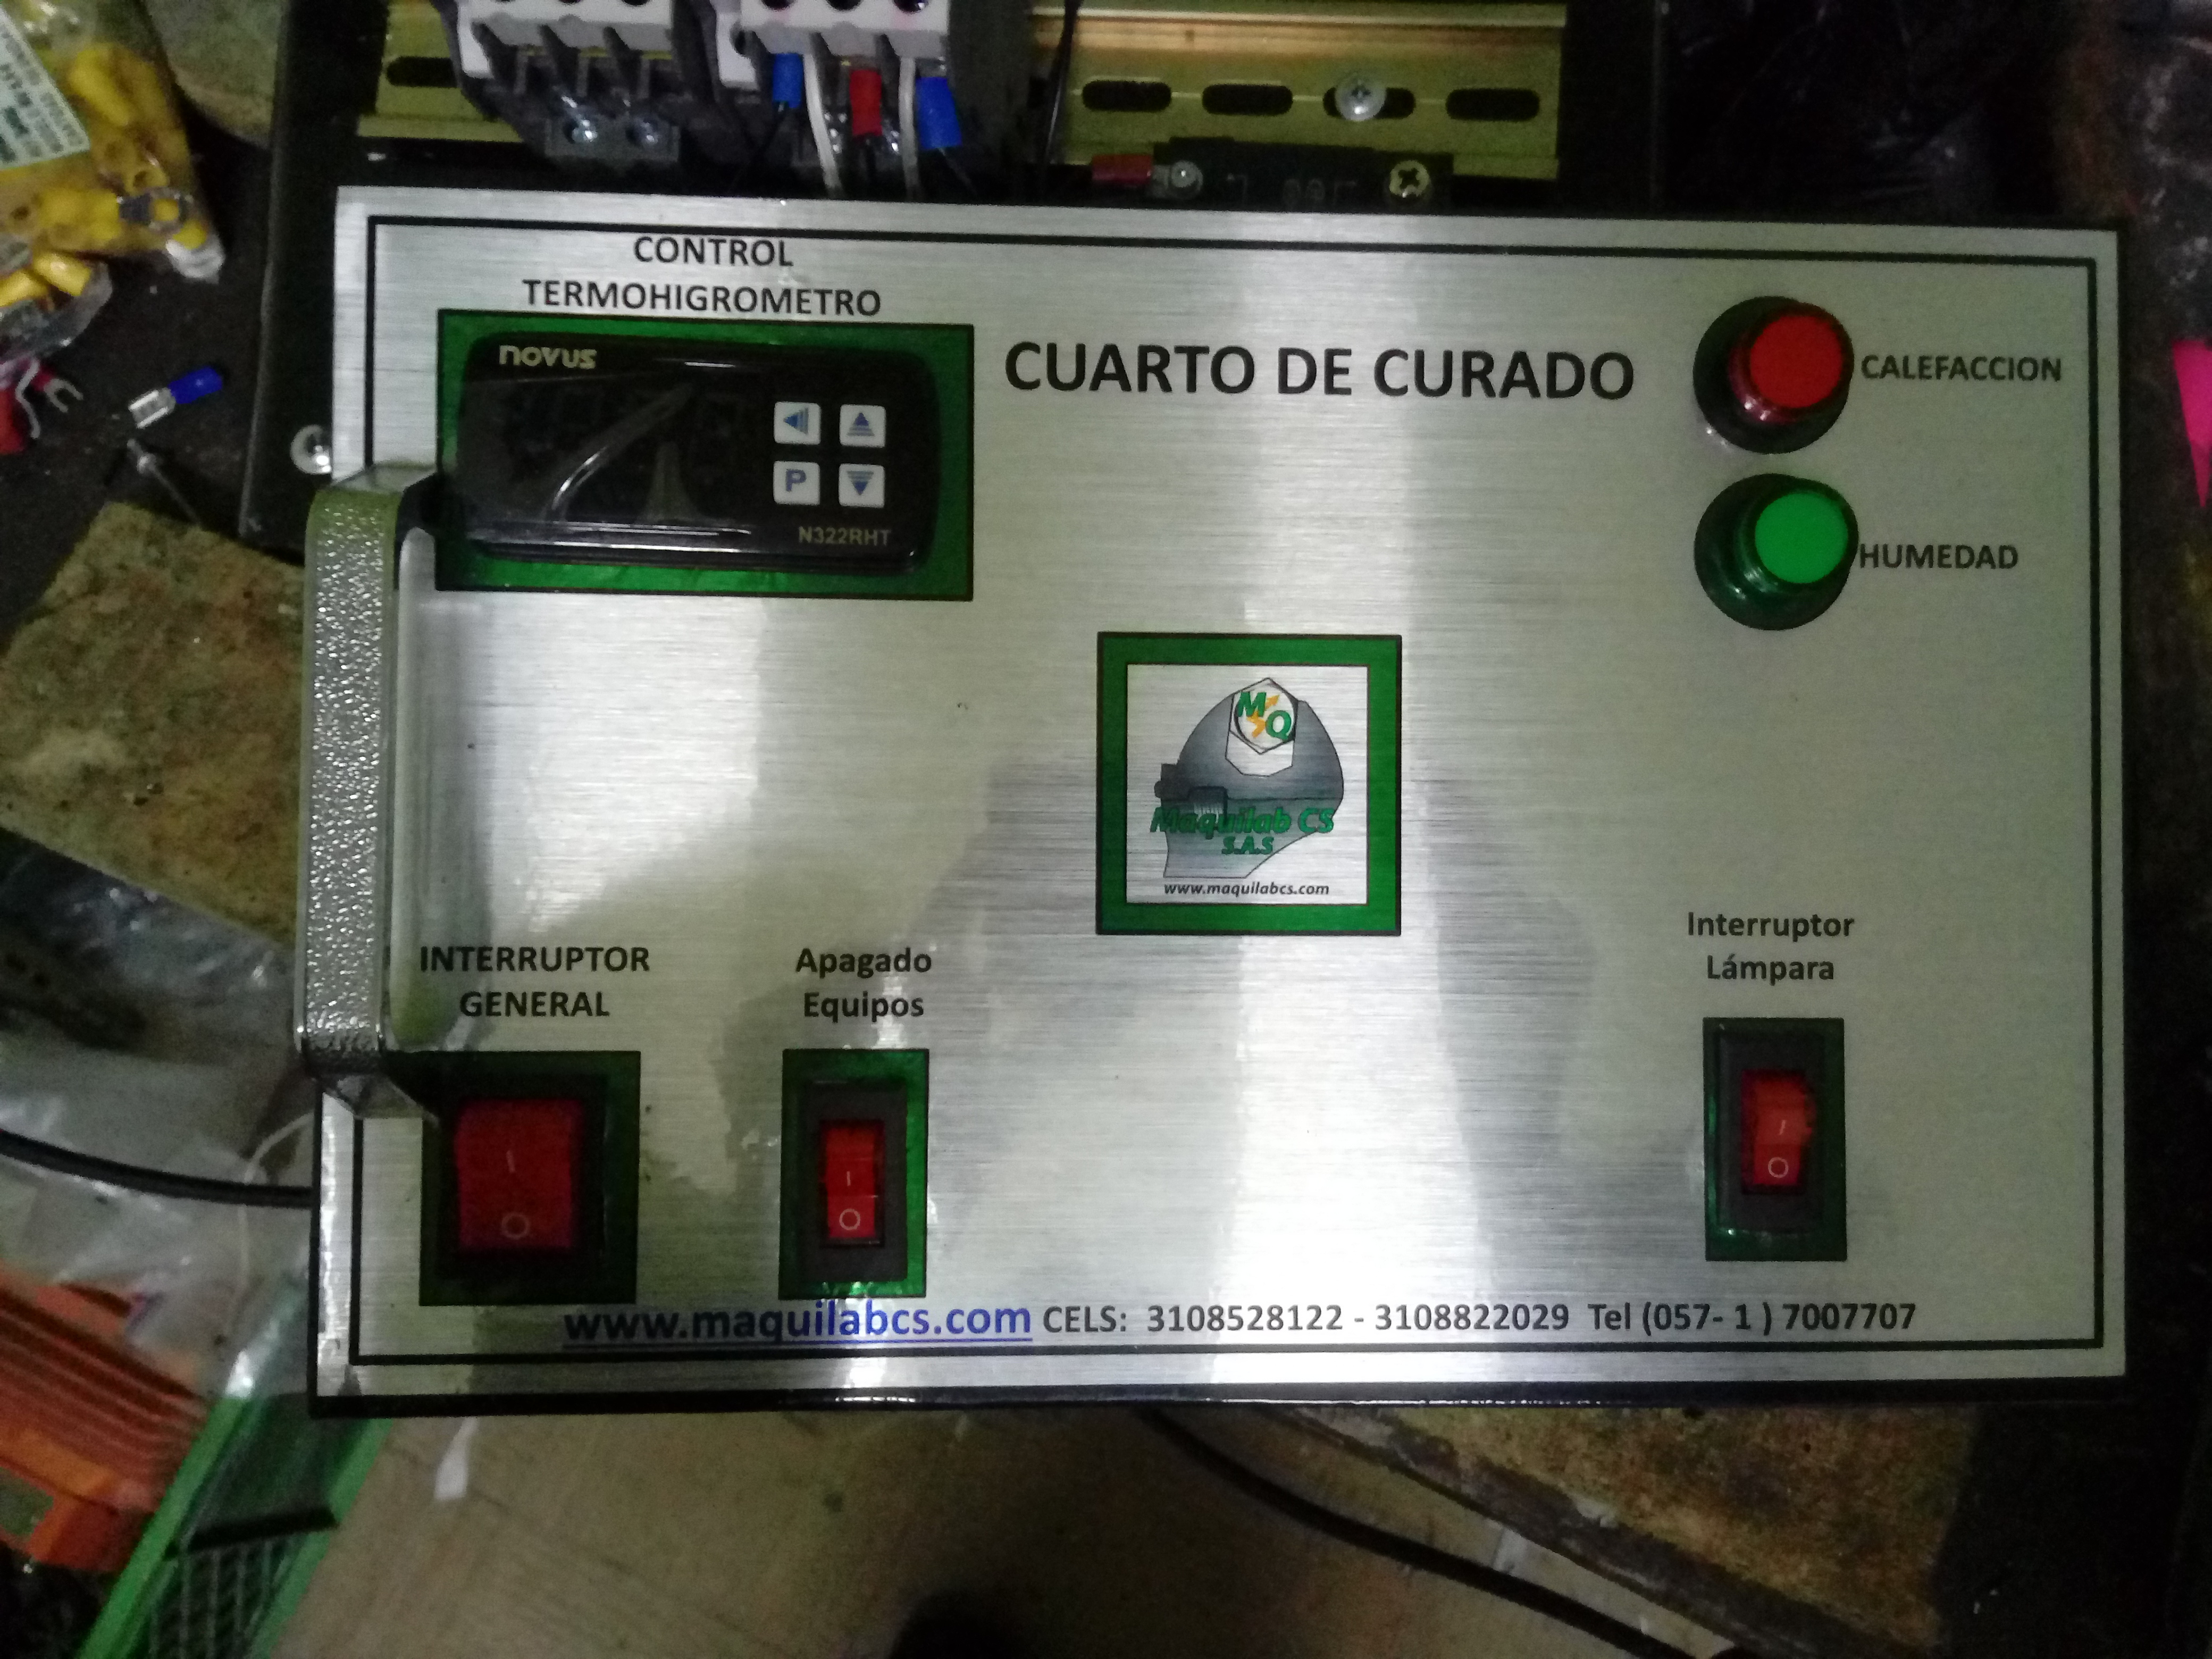 CONTROL
TERMOHIGROMETRO
novus
P
N322RHT
CUARTO DE CURADO
CALEFACCION
HUMEDAD
MQ
Maquilab CS
S.A.S
www.maquilabcs.com
INTERRUPTOR
GENERAL
Apagado
Equipos
Interruptor
Lámpara
I
O
I
O
I
O
www.maquilabcs.com CELS: 3108528122 - 3108822029 Tel (057- 1 ) 7007707